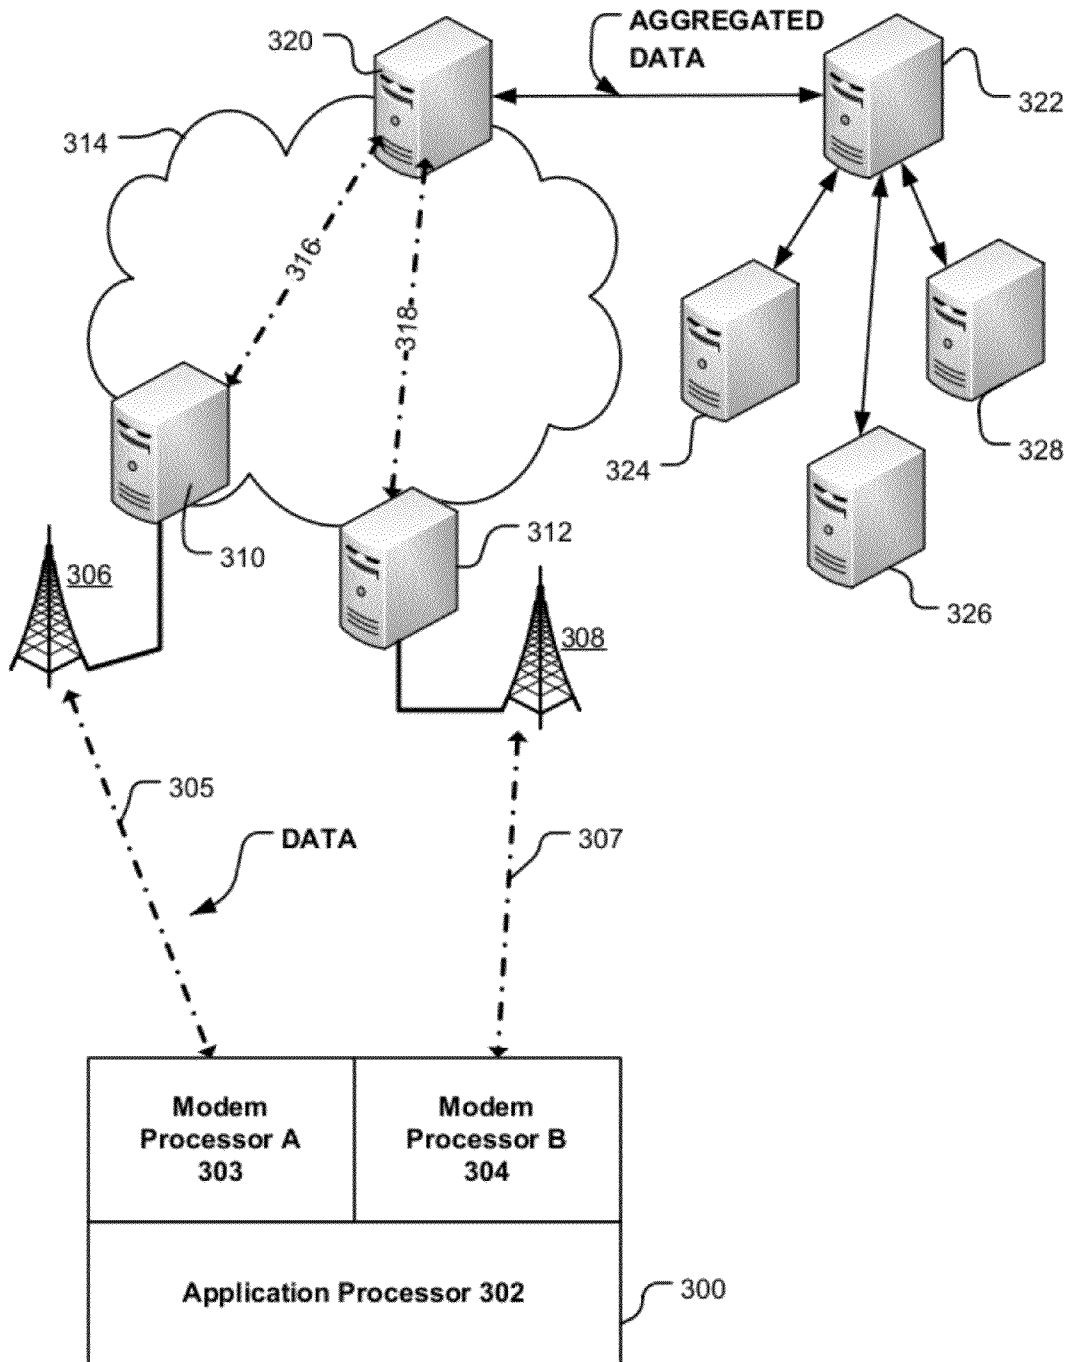 AGGREGATED
DATA
320
322
314
316
318
324
328
310
312
306
326
308
305
DATA
307
Modem
Processor A
303
Modem
Processor B
304
Application Processor 302
300